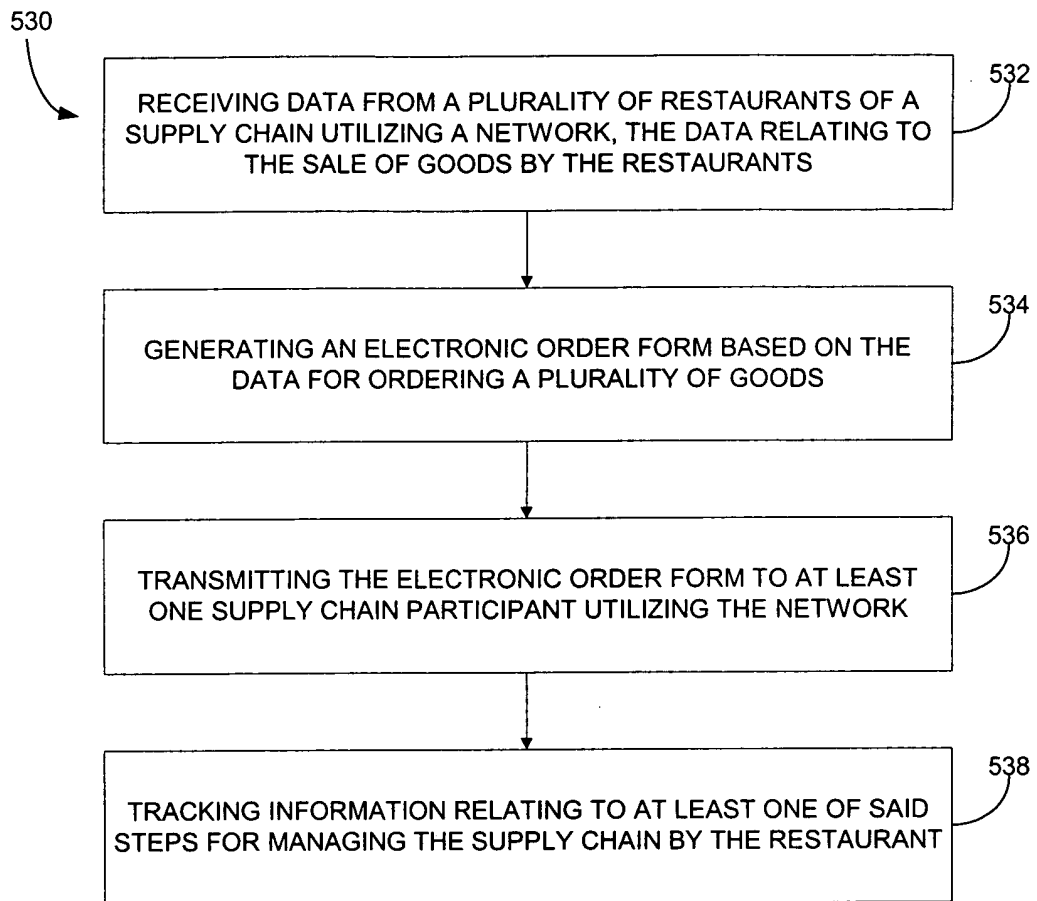 530
532
RECEIVING DATA FROM A PLURALITY OF RESTAURANTS OF A
SUPPLY CHAIN UTILIZING A NETWORK, THE DATA RELATING TO
THE SALE OF GOODS BY THE RESTAURANTS
534
GENERATING AN ELECTRONIC ORDER FORM BASED ON THE
DATA FOR ORDERING A PLURALITY OF GOODS
536
TRANSMITTING THE ELECTRONIC ORDER FORM TO AT LEAST
ONE SUPPLY CHAIN PARTICIPANT UTILIZING THE NETWORK
538
TRACKING INFORMATION RELATING TO AT LEAST ONE OF SAID
STEPS FOR MANAGING THE SUPPLY CHAIN BY THE RESTAURANT